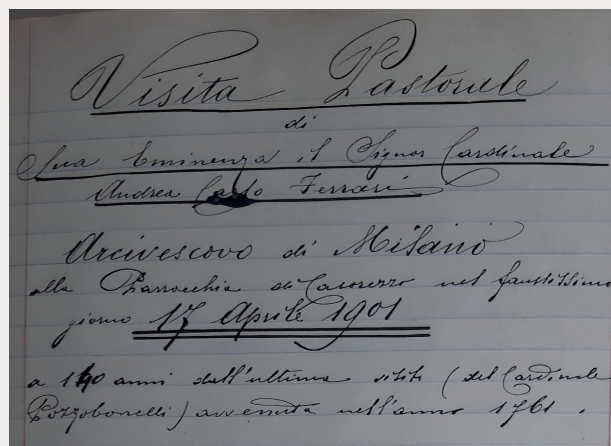 Visita Pastorale
di
Sua Eminenza il Signor Cardinale
Andrea Carlo Ferrari
Arcivescovo di Milano
alla Parrocchia di Casorezzo nel faustissimo
giorno 17 Aprile 1901
a 140 anni dall'ultima visita (del Cardinale
Pozzobonelli) avvenuta nell'anno 1761.